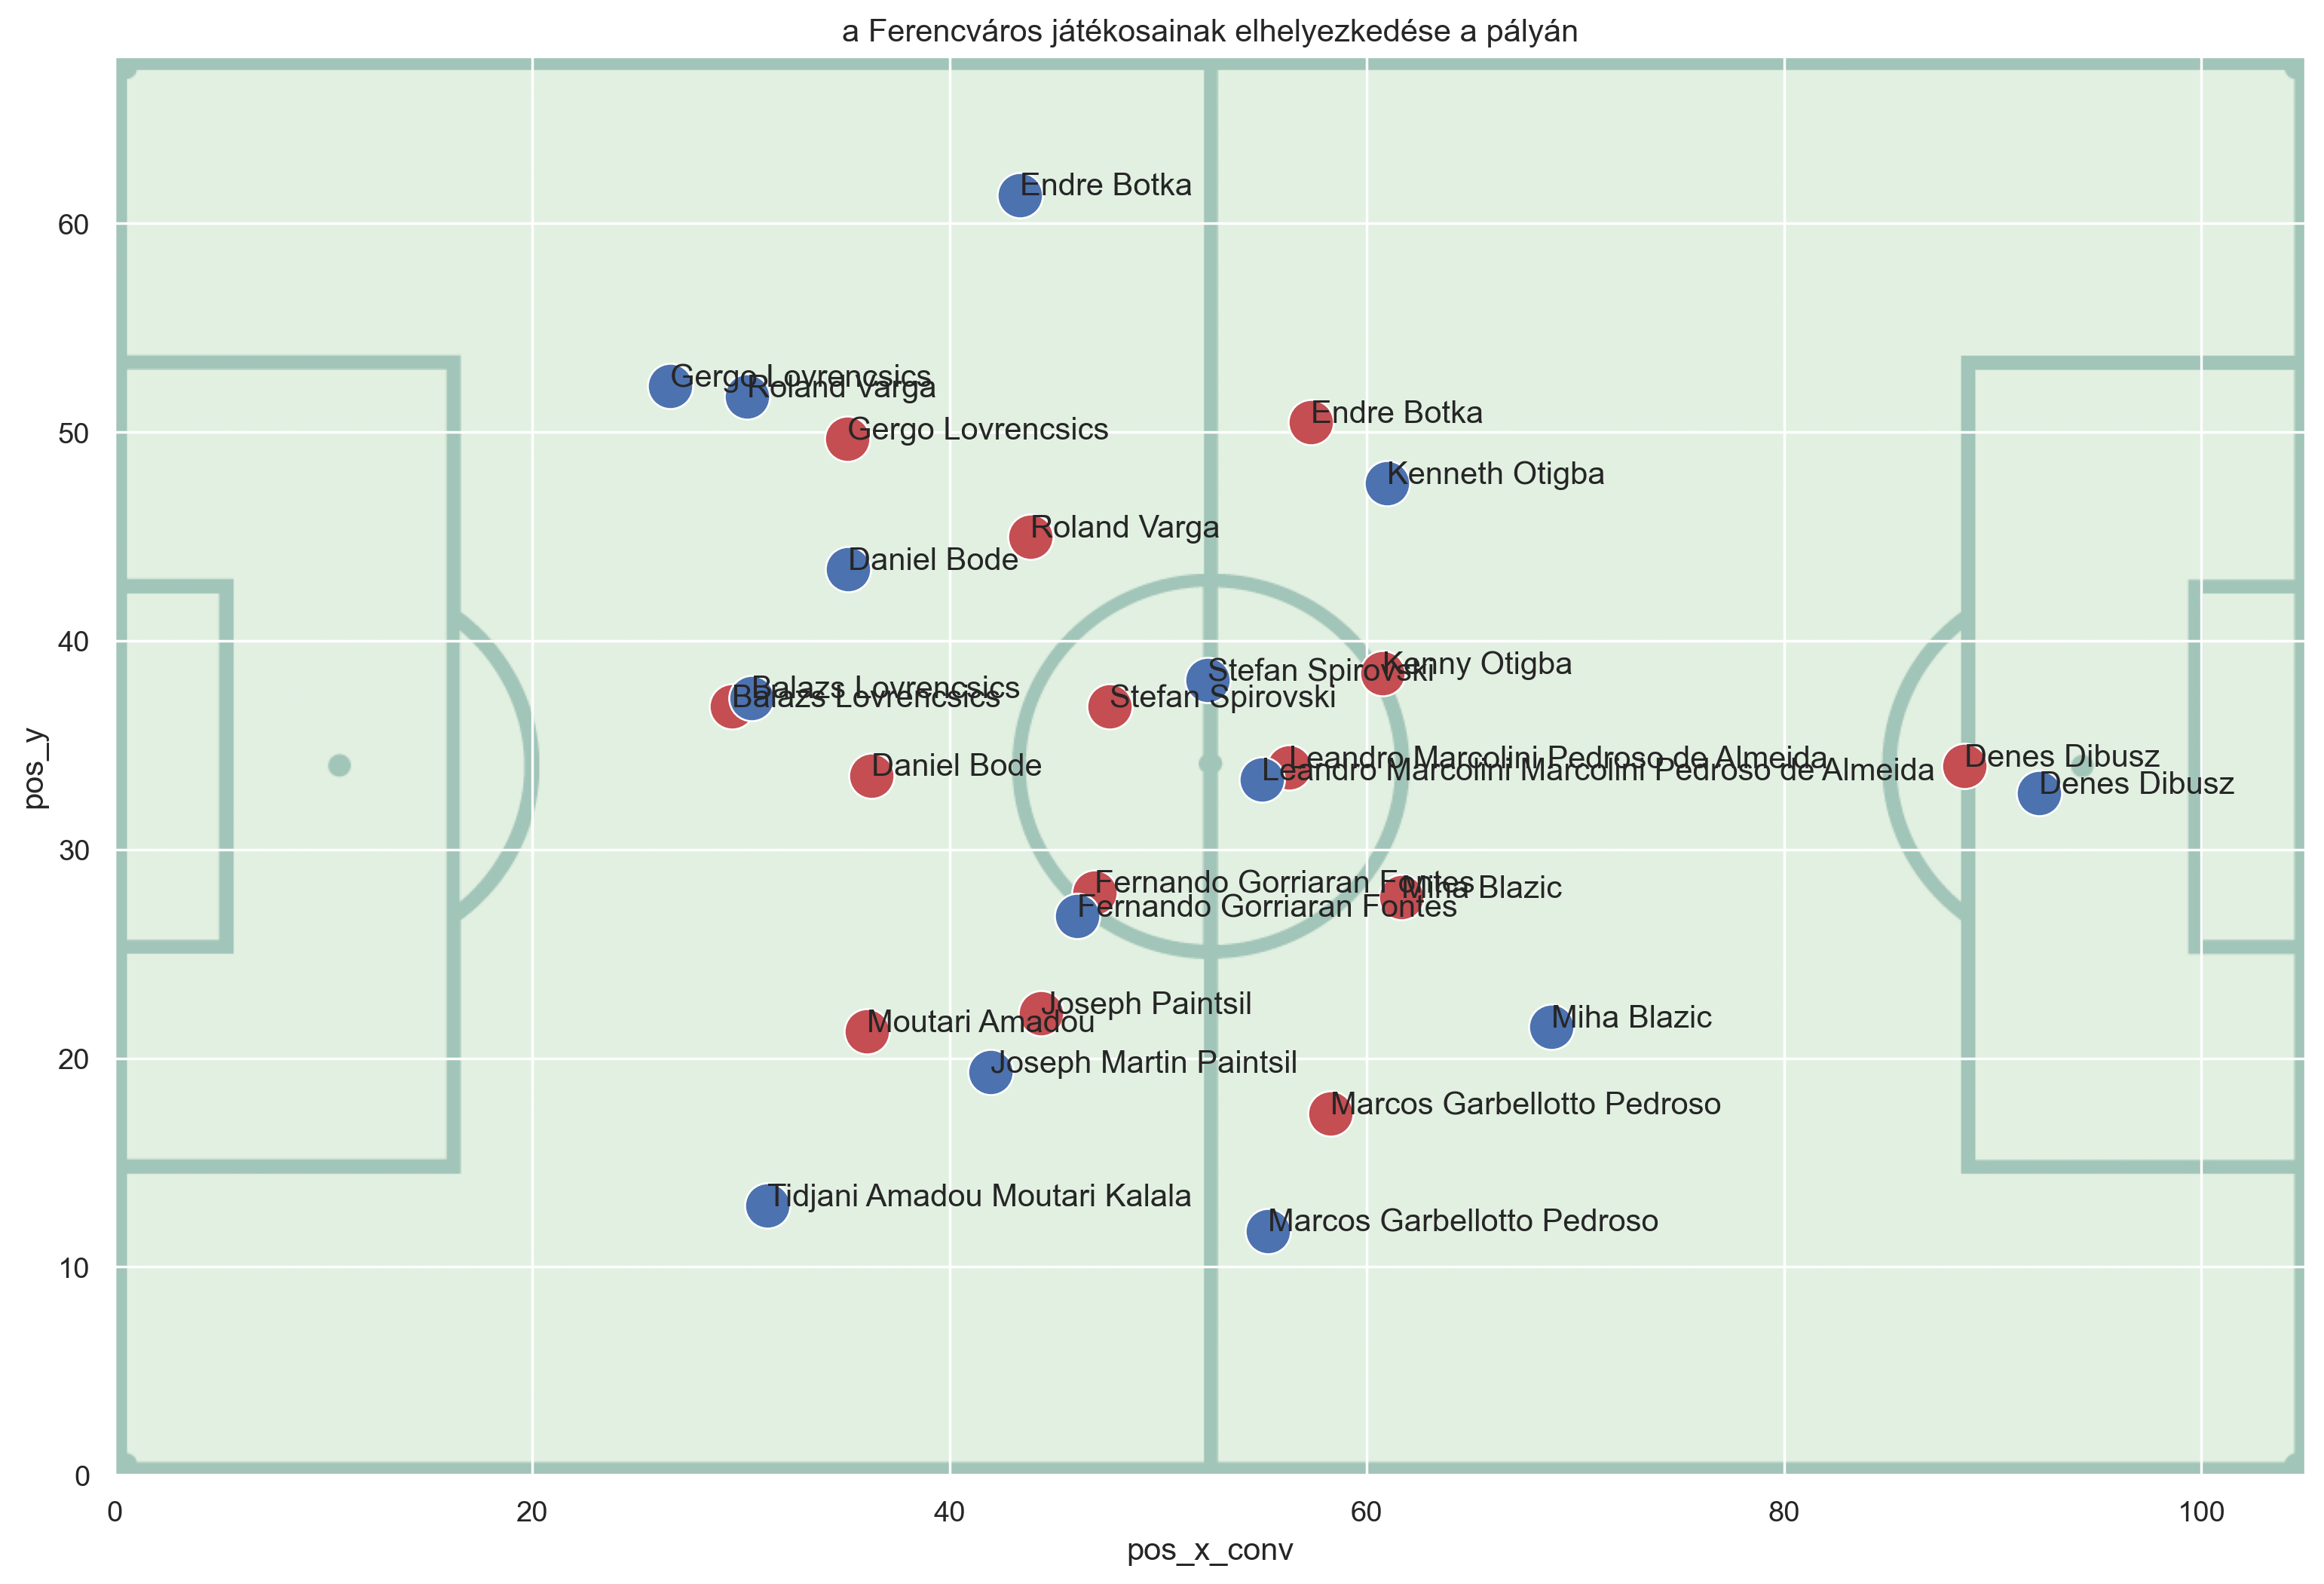 a Ferencváros játékosainak elhelyezkedése a pályán
Endre Botka
60
Gergo Lovrencsics
Roland Varga
Endre Botka
Gergo Lovrencsics
50
Kenneth Otigba
Roland Varga
Daniel Bode
40
Kenny Otigba
Stefan Spirovski
Balazs Lovrencsics
Balazs Lovrencsics
Stefan Spirovski
pos_y
Denes Dibusz
Leandro Marcolini Pedroso de Almeida
Daniel Bode
Leandro Marcolini Marcolini Pedroso de Almeida
Denes Dibusz
30
Fernando Gorriaran Fontes
Miha Blazic
Fernando Gorriaran Fontes
Joseph Paintsil
Miha Blazic
Moutari Amadou
20
Joseph Martin Paintsil
Marcos Garbellotto Pedroso
Tidjani Amadou Moutari Kalala
Marcos Garbellotto Pedroso
10
0
0 20 40 60 80 100
pos_x_conv